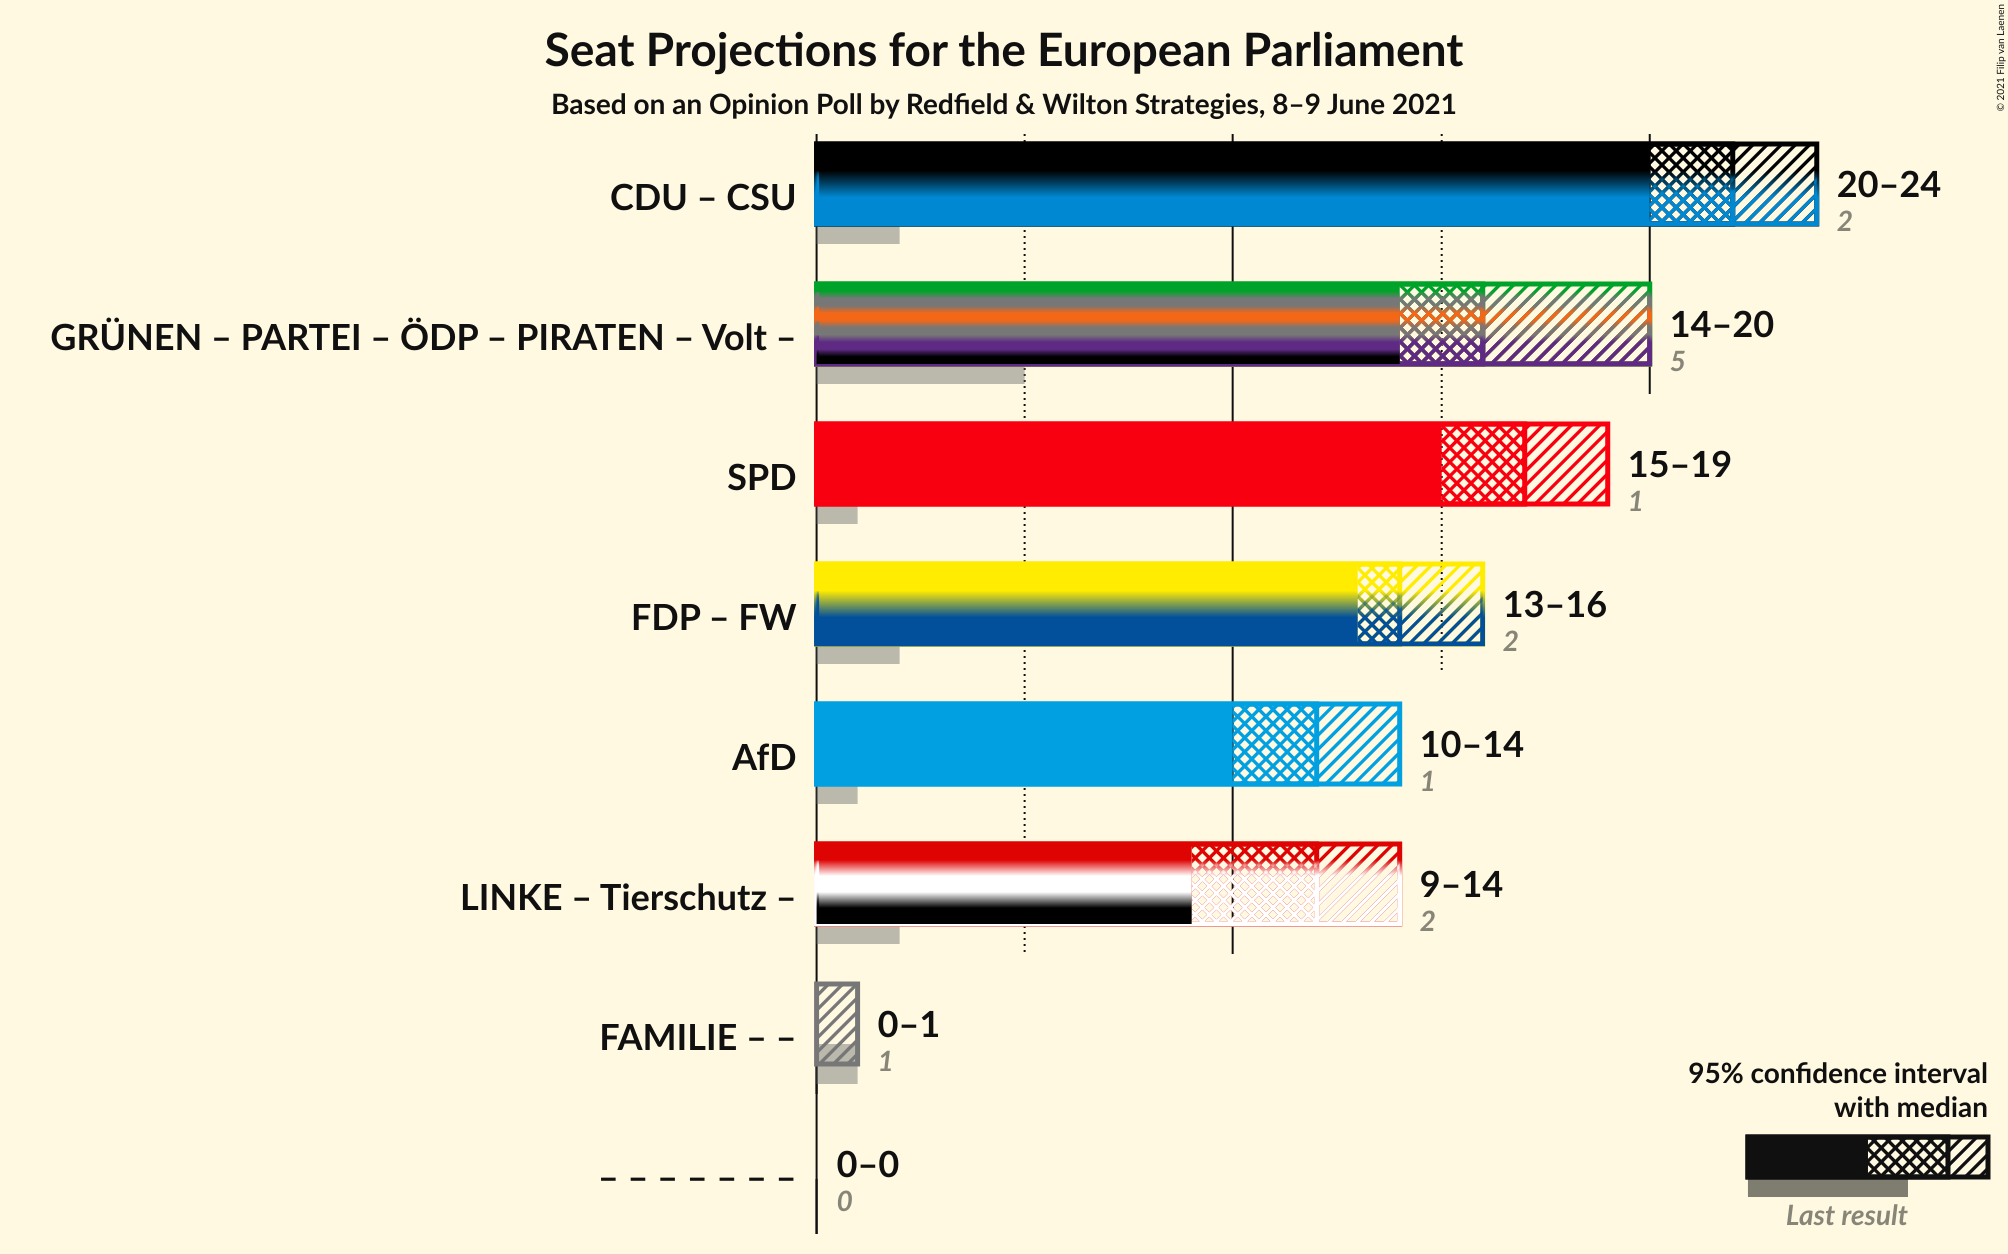 Seat Projections for the European Parliament
Based on an Opinion Poll by Redfield & Wilton Strategies, 8–9 June 2021
© 2021 Filip van Laenen
CDU – CSU
20–24
2
GRÜNEN – PARTEI – ÖDP – PIRATEN – Volt –
14–20
5
SPD
15–19
1
FDP – FW
13–16
2
AfD
10–14
1
LINKE – Tierschutz –
9–14
2
FAMILIE – –
0–1
1
– – – – – – –
0–0
0
95% confidence interval
with median
Last result